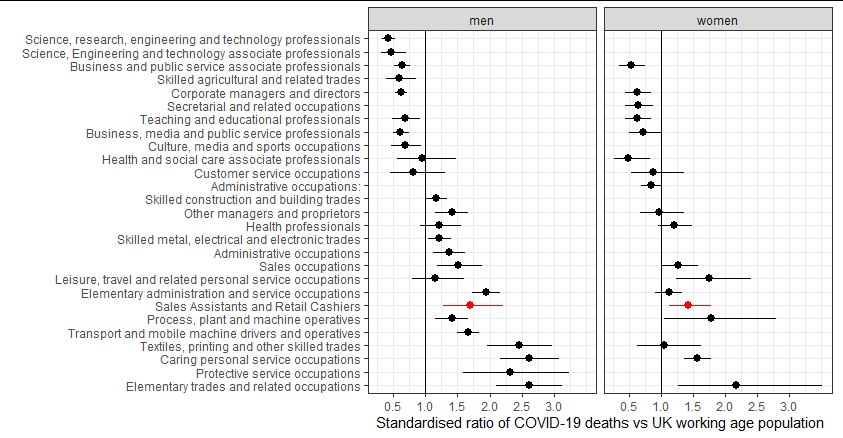 men women
Science, research, engineering and technology professionals
Science, Engineering and technology associate professionals
Business and public service associate professionals
Skilled agricultural and related trades
Corporate managers and directors
Secretarial and related occupations
Teaching and educational professionals
Business, media and public service professionals
Culture, media and sports occupations
Health and social care associate professionals
Customer service occupations
Administrative occupations:
Skilled construction and building trades
Other managers and proprietors
Health professionals
Skilled metal, electrical and electronic trades
Administrative occupations
Sales occupations
Leisure, travel and related personal service occupations
Elementary administration and service occupations
Sales Assistants and Retail Cashiers
Process, plant and machine operatives
Transport and mobile machine drivers and operatives
Textiles, printing and other skilled trades
Caring personal service occupations
Protective service occupations
Elementary trades and related occupations
0.5 1.0 1.5 2.0 2.5 3.0 0.5 1.0 1.5 2.0 2.5 3.0
Standardised ratio of COVID-19 deaths vs UK working age population